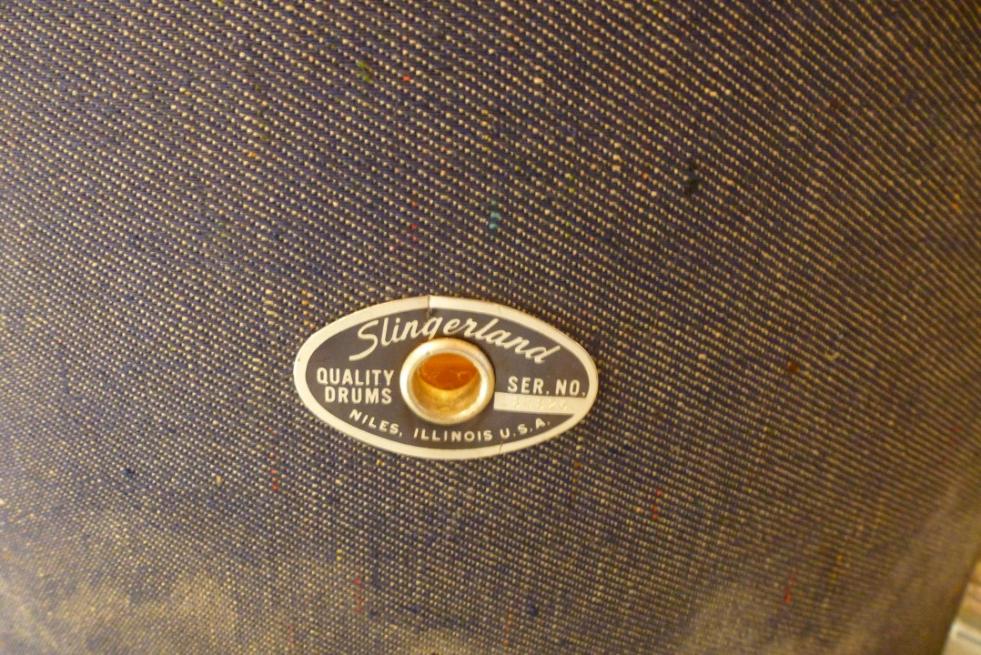 Slingerland
QUALITY
DRUMS
SER. NO.
NILES, ILLINOIS U.S.A.